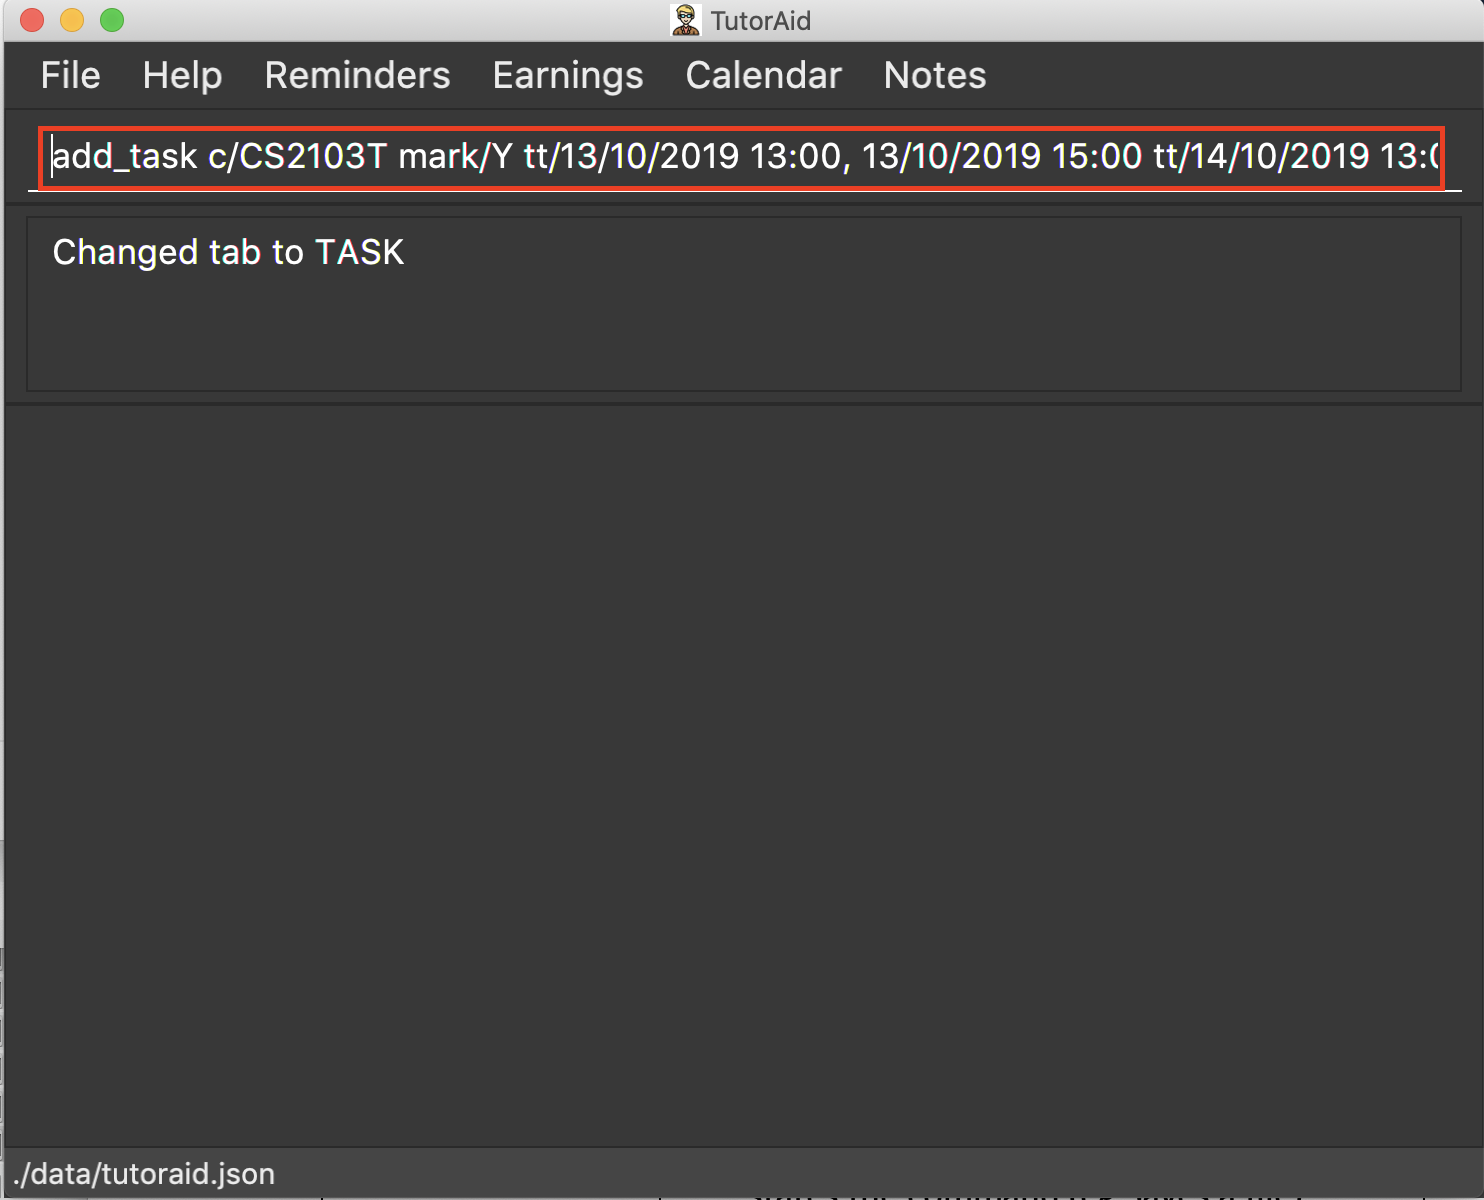 TutorAid
File Help Reminders Earnings Calendar Notes
add_task c/CS2103T mark/Y tt/13/10/2019 13:00, 13/10/2019 15:00 tt/14/10/2019 13:0
Changed tab to TASK
./data/tutoraid.json